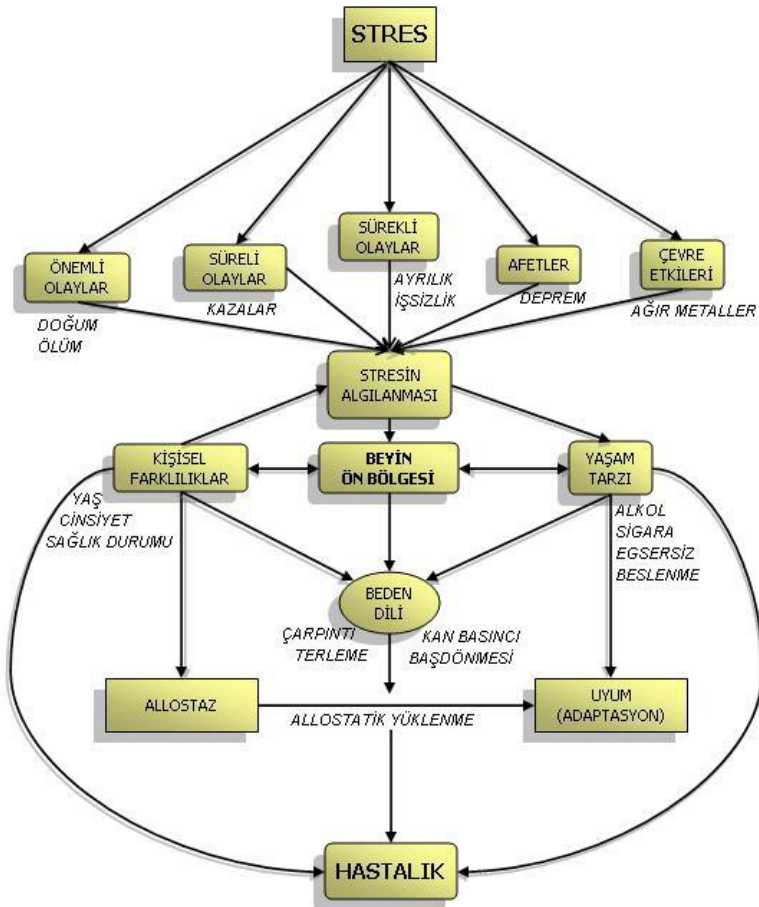 STRES
ÖNEMLİ
OLAYLAR
DOĞUM
ÖLÜM
SÜRELİ
OLAYLAR
KAZALAR
SÜREKLİ
OLAYLAR
AYRILIK
İŞSİZLİK
AFETLER
DEPREM
ÇEVRE
ETKİLERİ
AĞIR METALLER
STRESİN
ALGILANMASI
KİŞİSEL
FARKLILIKLAR
YAŞ
CİNSİYET
SAĞLIK DURUMU
BEYİN
ÖN BÖLGESİ
YAŞAM
TARZI
ALKOL
SİGARA
EGSERSİZ
BESLENME
BEDEN
DİLİ
ÇARPINTI
TERLEME
KAN BASINCI
BAŞDÖNMESİ
ALLOSTAZ
ALLOSTATİK YÜKLENME
UYUM
(ADAPTASYON)
HASTALIK